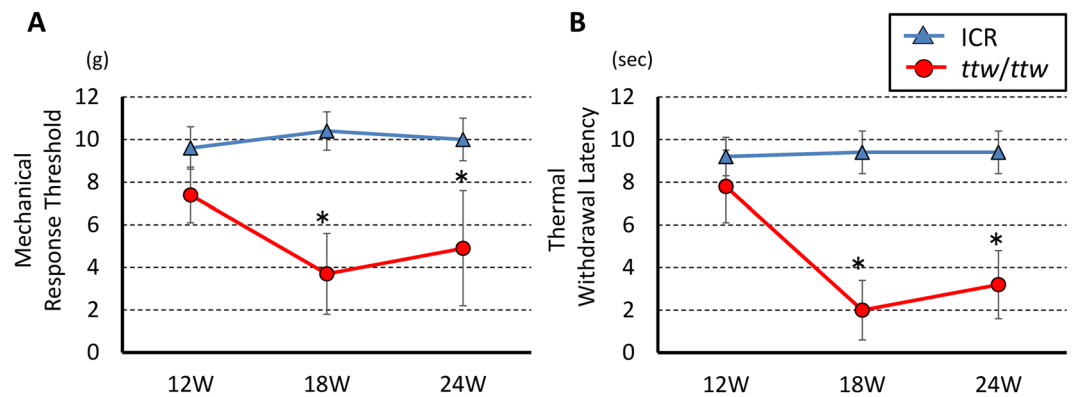 A
(g)
Mechanical
Response Threshold
12
10
8
6
4
2
0
*
*
12W
18W
24W
B
(sec)
Thermal
Withdrawal Latency
12
10
8
6
4
2
0
*
*
12W
18W
24W
ICR
ttw/ttw